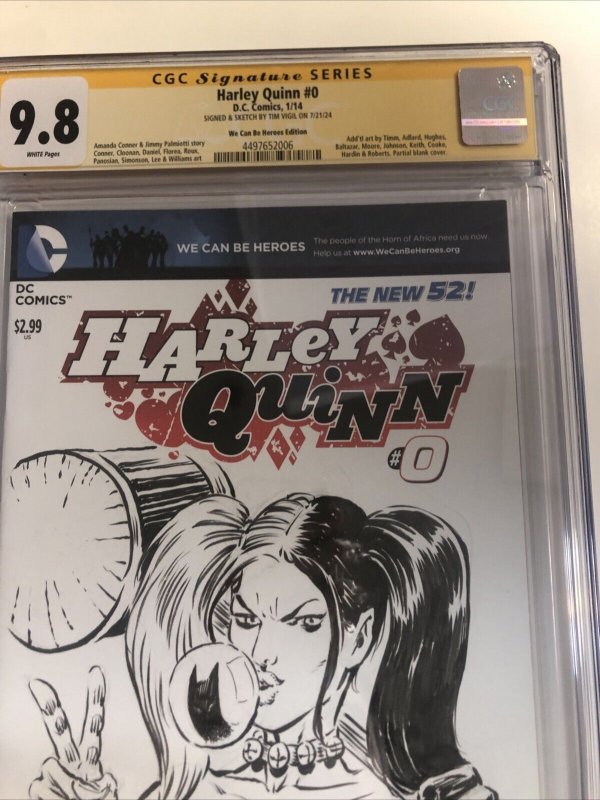 CGC Signature SERIES
9.8
WHITE Pages
Harley Quinn #0
D.C. Comics, 1/14
SIGNED & SKETCH BY TIM VIGIL ON 7/21/24
We Can Be Heroes Edition
4497652006
Amanda Conner & Jimmy Palmiotti story
Conner, Cloonan, Daniel, Florea, Roux,
Panosian, Simonson, Lee & Williams art
Add'tl art by Timm, Adlard, Hughes,
Baltazar, Moore, Johnson, Keith, Cooke,
Hardin & Roberts. Partial blank cover.
CGC
WE CAN BE HEROES
The people of the Horn of Africa need us now.
Help us at www.WeCanBeHeroes.org
DC
COMICS™
$2.99
US
THE NEW 52!
HARLEY
QUINN
#0